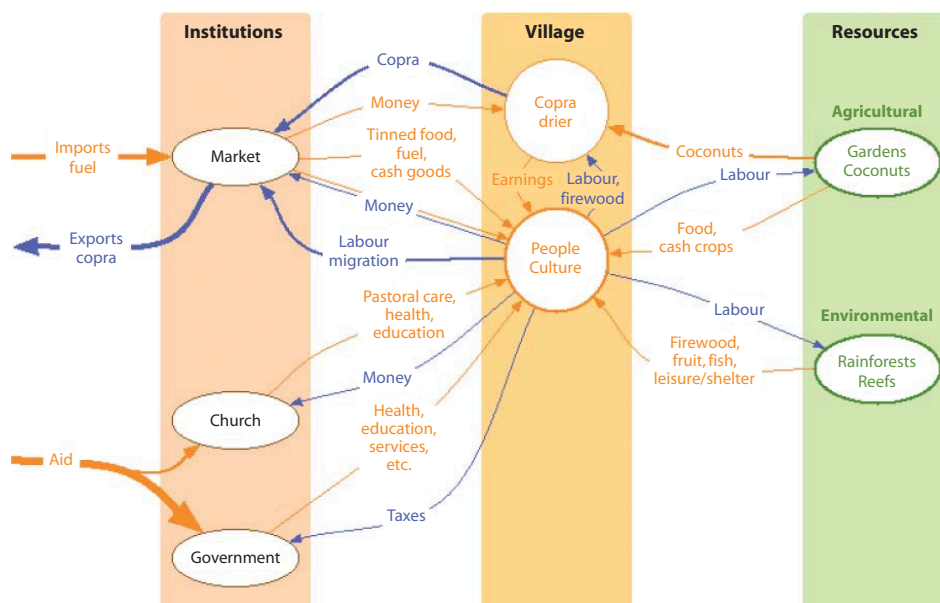 Institutions
Village
Resources
Copra
Money
Copra
drier
Agricultural
Imports
fuel
Market
Tinned food,
fuel,
cash goods
Coconuts
Gardens
Coconuts
Earnings
Labour,
firewood
Labour
Money
Exports
copra
Labour
migration
People
Culture
Food,
cash crops
Pastoral care,
health,
education
Labour
Environmental
Firewood,
fruit, fish,
leisure/shelter
Rainforests
Reefs
Money
Church
Health,
education,
services,
etc.
Aid
Taxes
Government